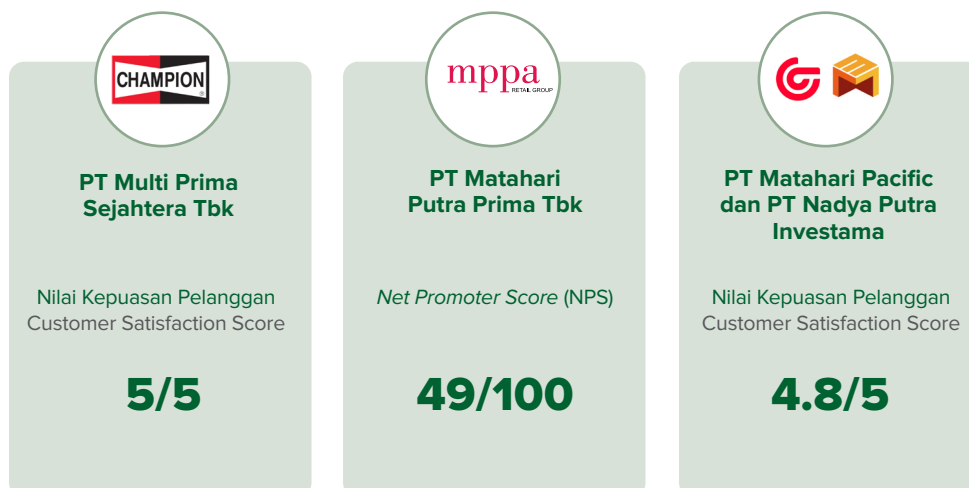 CHAMPION
PT Multi Prima
Sejahtera Tbk
Nilai Kepuasan Pelanggan
Customer Satisfaction Score
5/5
mppa
RETAIL GROUP
PT Matahari
Putra Prima Tbk
Net Promoter Score (NPS)
49/100
PT Matahari Pacific
dan PT Nadya Putra
Investama
Nilai Kepuasan Pelanggan
Customer Satisfaction Score
4.8/5